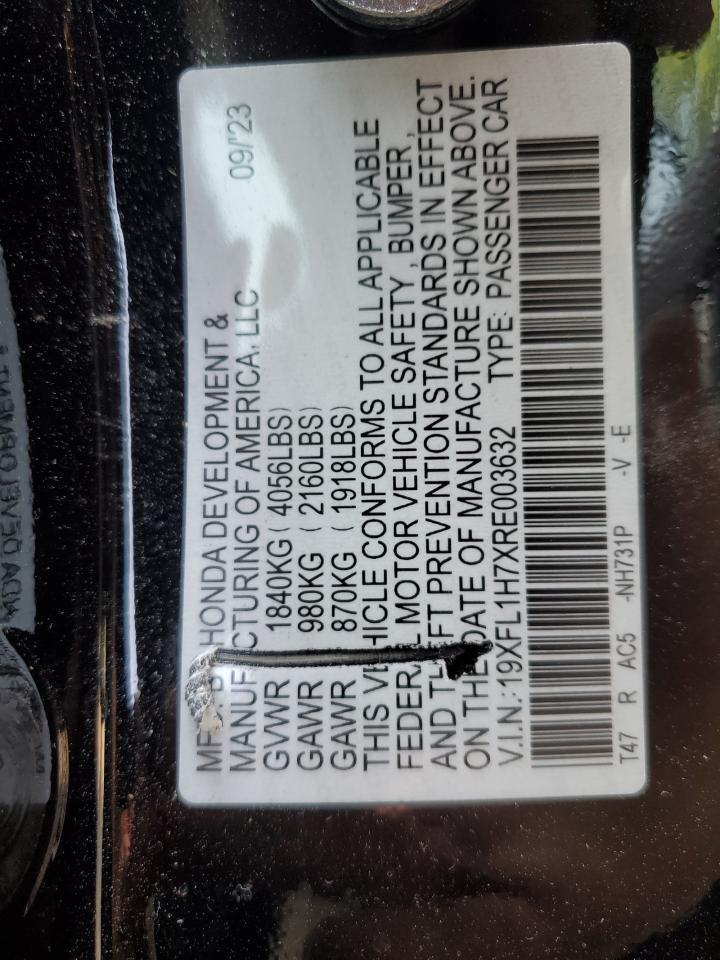 HONDA DEVELOPMENT &
MANUFACTURING OF AMERICA, LLC 09/'23
GVWR 1840KG (4056LBS)
GAWR 980KG (2160LBS)
GAWR 870KG (1918LBS)
THIS VEHICLE CONFORMS TO ALL APPLICABLE
FEDERAL MOTOR VEHICLE SAFETY, BUMPER,
AND THEFT PREVENTION STANDARDS IN EFFECT
ON THE DATE OF MANUFACTURE SHOWN ABOVE.
V.I.N.:19XFL1H7XRE003632 TYPE: PASSENGER CAR
T47 R AC5 -NH731P -V -E